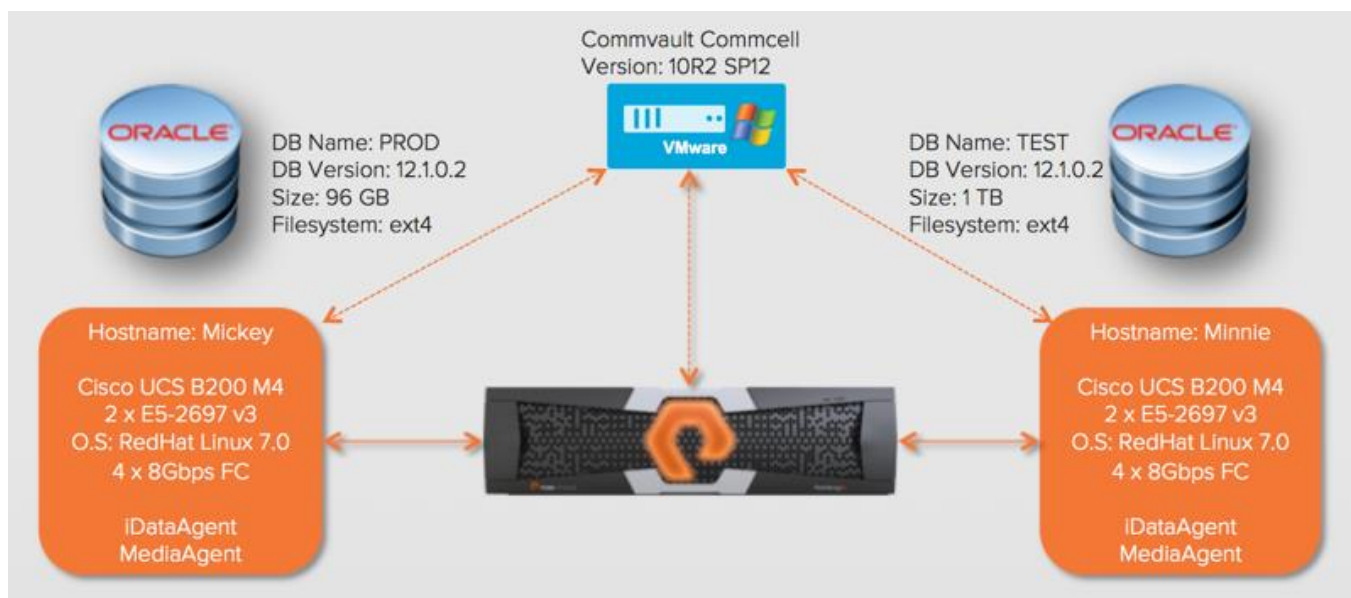 Commvault Commcell
Version: 10R2 SP12
VMware
ORACLE
DB Name: PROD
DB Version: 12.1.0.2
Size: 96 GB
Filesystem: ext4
DB Name: TEST
DB Version: 12.1.0.2
Size: 1 TB
Filesystem: ext4
ORACLE
Hostname: Mickey
Cisco UCS B200 M4
2 x E5-2697 v3
O.S: RedHat Linux 7.0
4 x 8Gbps FC
iDataAgent
MediaAgent
Hostname: Minnie
Cisco UCS B200 M4
2 x E5-2697 v3
O.S: RedHat Linux 7.0
4 x 8Gbps FC
iDataAgent
MediaAgent